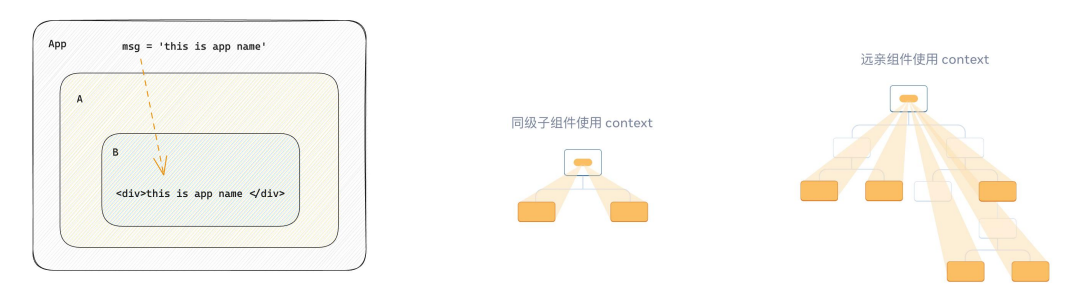 App
msg = 'this is app name'
A
B
<div>this is app name </div>
同级子组件使用 context
远亲组件使用 context